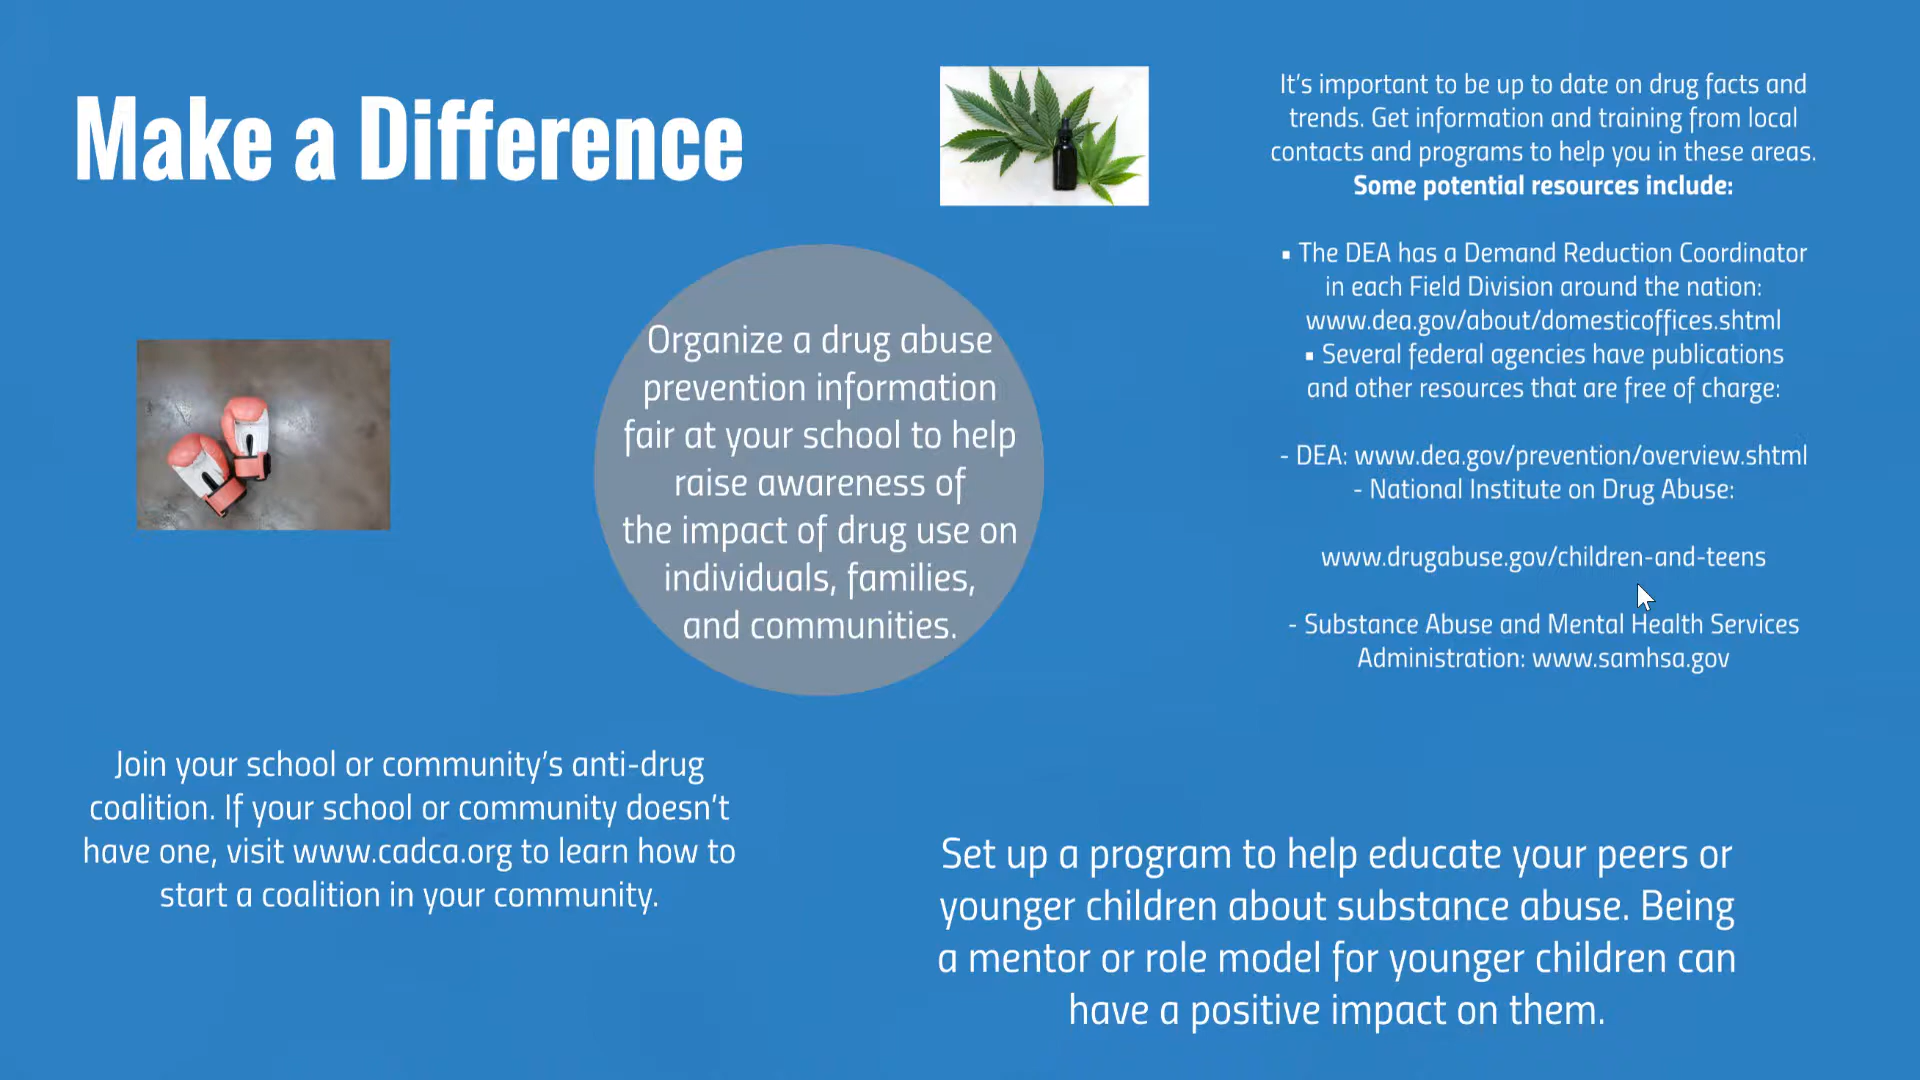 Make a Difference
It's important to be up to date on drug facts and
trends. Get information and training from local
contacts and programs to help you in these areas.
Some potential resources include:
▪ The DEA has a Demand Reduction Coordinator
in each Field Division around the nation:
www.dea.gov/about/domesticoffices.shtml
▪ Several federal agencies have publications
and other resources that are free of charge:
- DEA: www.dea.gov/prevention/overview.shtml
- National Institute on Drug Abuse:
www.drugabuse.gov/children-and-teens
- Substance Abuse and Mental Health Services
Administration: www.samhsa.gov
Organize a drug abuse
prevention information
fair at your school to help
raise awareness of
the impact of drug use on
individuals, families,
and communities.
Join your school or community's anti-drug
coalition. If your school or community doesn't
have one, visit www.cadca.org to learn how to
start a coalition in your community.
Set up a program to help educate your peers or
younger children about substance abuse. Being
a mentor or role model for younger children can
have a positive impact on them.